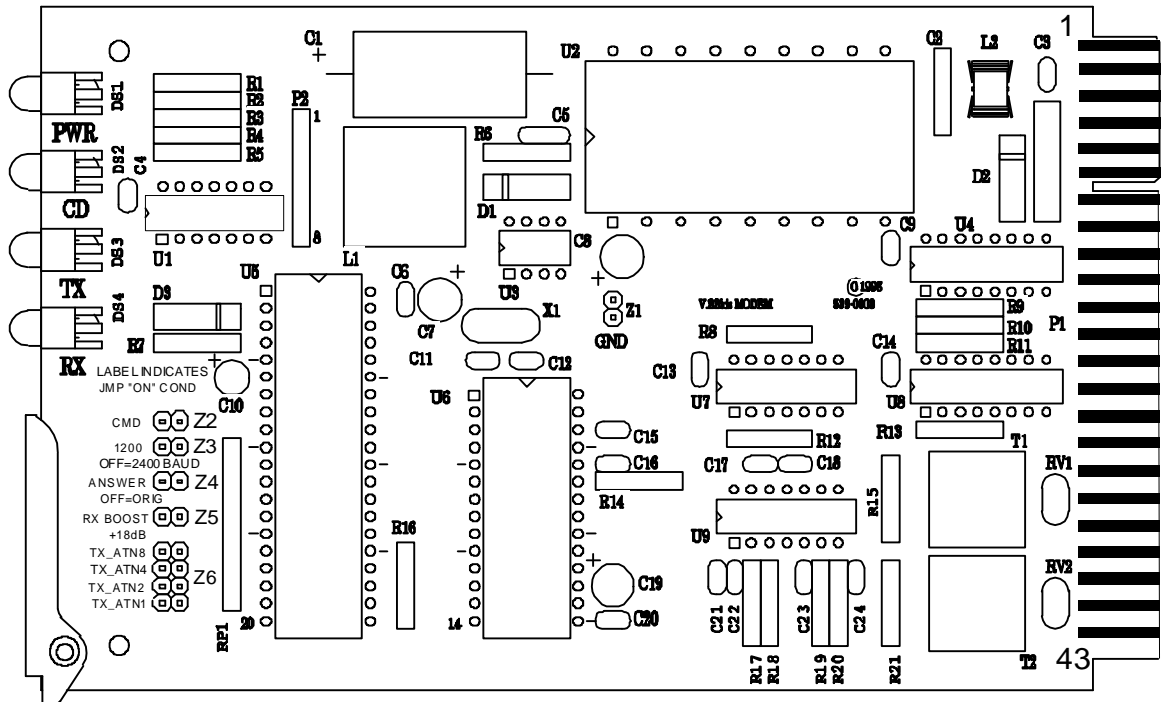 C1
U2
C2
L2
C3
1
DS1
PWR
R1
R2
R3
R4
R5
P2
1
8
C5
R6
DS2
CD
C4
D1
D2
U1
L1
C8
U3
C9
U4
DS3
TX
U5
C6
C7
X1
Z1
GND
V.22bis MODEM
© 1995
R9
R10
R11
P1
DS4
RX
D3
R7
R8
C11
C12
C13
C14
LABEL INDICATES
JMP "ON" COND
C10
U6
U7
U8
CMD Z2
1200 Z3
OFF=2400 BAUD
ANSWER Z4
OFF=ORIG
RX BOOST Z5
+18dB
TX_ATN8
TX_ATN4
Z6
TX_ATN2
TX_ATN1
C15
C16
R14
R12
C17
C18
R13
T1
RV1
R15
R16
U9
C19
C20
RV2
RP1
20
14
C21
C22
C23
C24
R17
R18
R19
R20
R21
T2
43